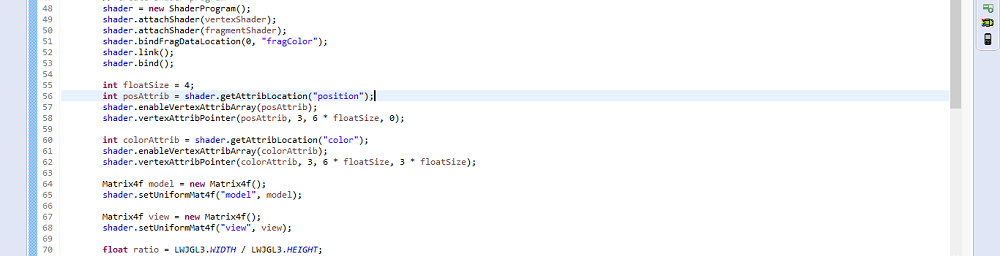 48 shader = new ShaderProgram();
49 shader.attachShader(vertexShader);
50 shader.attachShader(fragmentShader);
51 shader.bindFragDataLocation(0, "fragColor");
52 shader.link();
53 shader.bind();
54
55 int floatSize = 4;
56 int posAttrib = shader.getAttribLocation("position");
57 shader.enableVertexAttribArray(posAttrib);
58 shader.vertexAttribPointer(posAttrib, 3, 6 * floatSize, 0);
59
60 int colorAttrib = shader.getAttribLocation("color");
61 shader.enableVertexAttribArray(colorAttrib);
62 shader.vertexAttribPointer(colorAttrib, 3, 6 * floatSize, 3 * floatSize);
63
64 Matrix4f model = new Matrix4f();
65 shader.setUniformMat4f("model", model);
66
67 Matrix4f view = new Matrix4f();
68 shader.setUniformMat4f("view", view);
69
70 float ratio = LWJGL3.WIDTH / LWJGL3.HEIGHT;